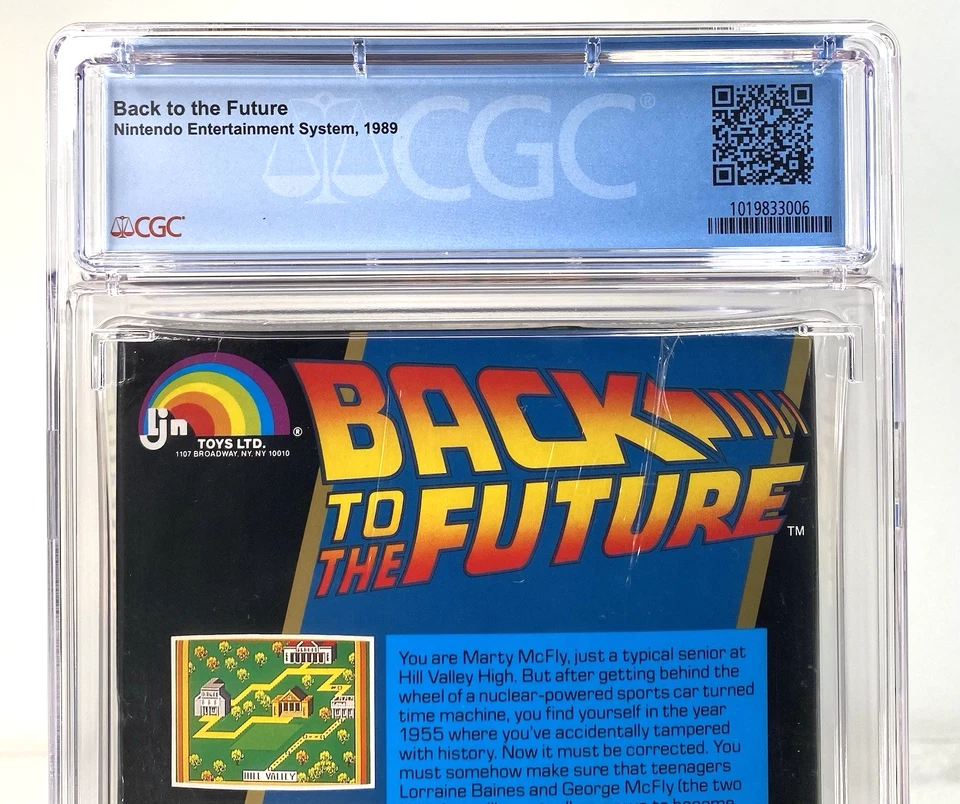 Back to the Future
Nintendo Entertainment System, 1989
CGC®
CGC®
1019833006
ljn
®
TOYS LTD.
1107 BROADWAY, NY, NY 10010
BACK
TO
THE
FUTURE
TM
You are Marty McFly, just a typical senior at
Hill Valley High. But after getting behind the
wheel of a nuclear-powered sports car turned
time machine, you find yourself in the year
1955 where you've accidentally tampered
with history. Now it must be corrected. You
must somehow make sure that teenagers
Lorraine Baines and George McFly (the two
HILL VALLEY